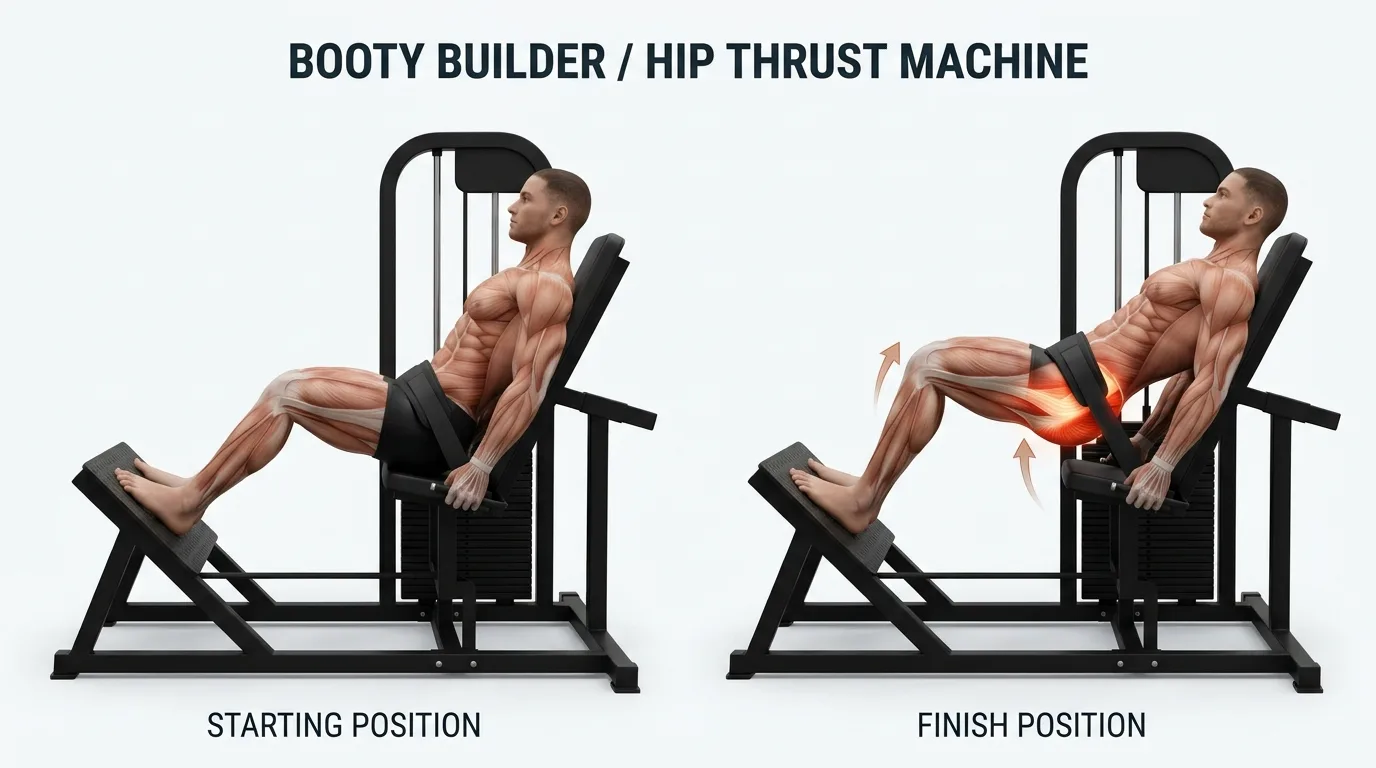 BOOTY BUILDER / HIP THRUST MACHINE
STARTING POSITION
FINISH POSITION